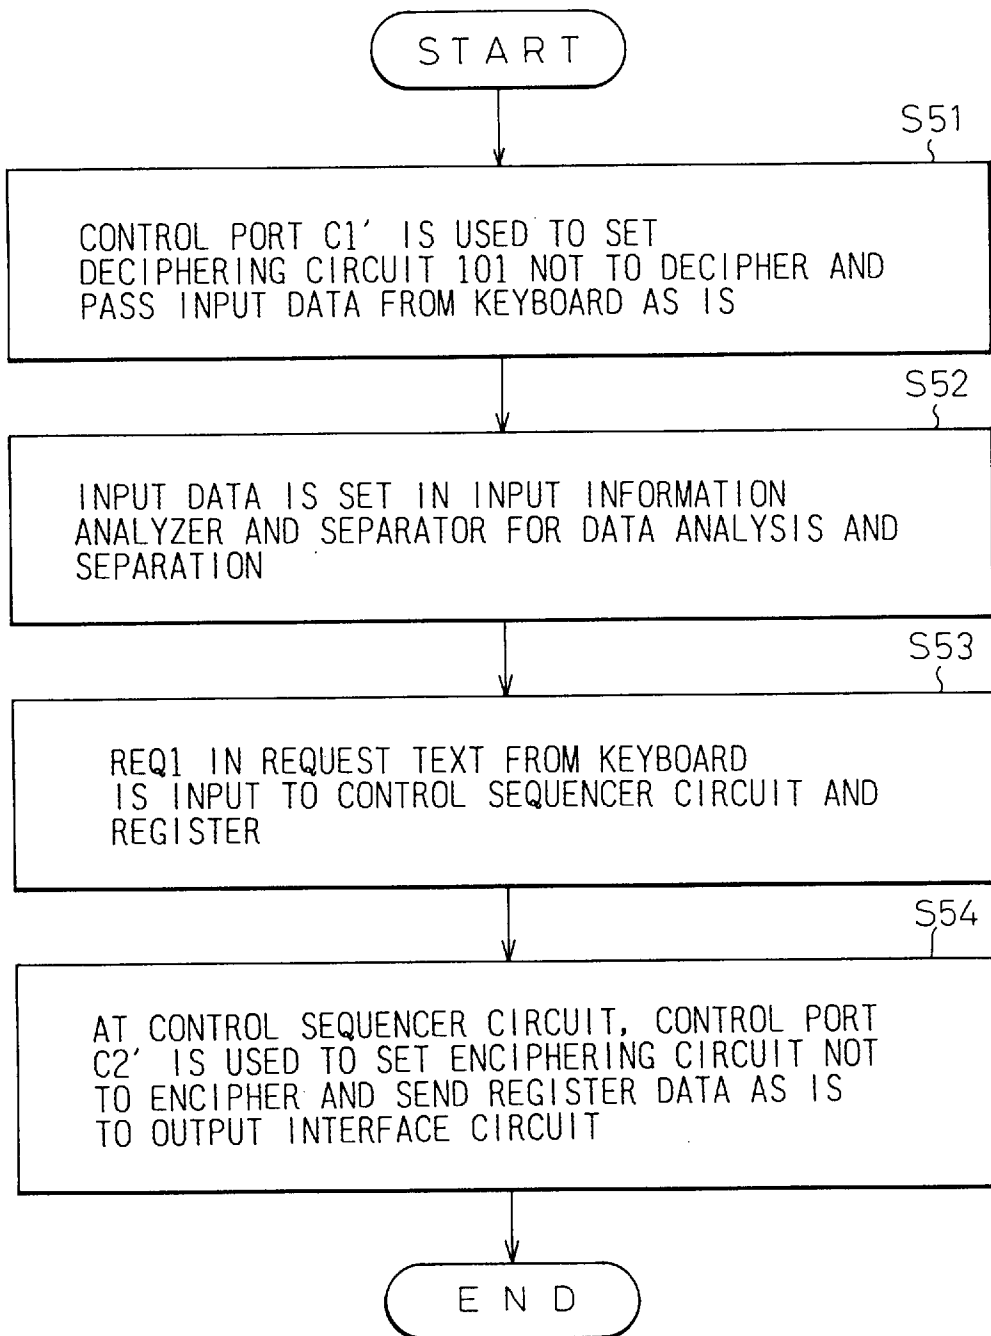 START
S51
CONTROL PORT C1' IS USED TO SET
DECIPHERING CIRCUIT 101 NOT TO DECIPHER AND
PASS INPUT DATA FROM KEYBOARD AS IS
S52
INPUT DATA IS SET IN INPUT INFORMATION
ANALYZER AND SEPARATOR FOR DATA ANALYSIS AND
SEPARATION
S53
REQ1 IN REQUEST TEXT FROM KEYBOARD
IS INPUT TO CONTROL SEQUENCER CIRCUIT AND
REGISTER
S54
AT CONTROL SEQUENCER CIRCUIT, CONTROL PORT
C2' IS USED TO SET ENCIPHERING CIRCUIT NOT
TO ENCIPHER AND SEND REGISTER DATA AS IS
TO OUTPUT INTERFACE CIRCUIT
END